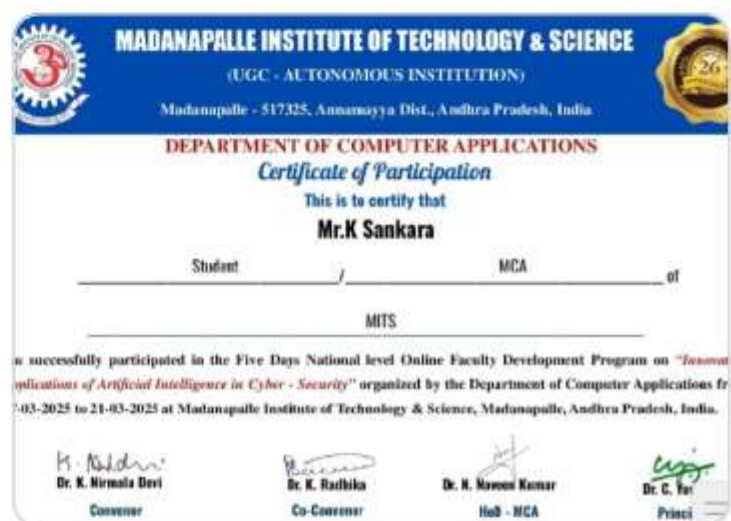 MADANAPALLE INSTITUTE OF TECHNOLOGY & SCIENCE
(UGC - AUTONOMOUS INSTITUTION)
Madanapalle - 517325, Annamayya Dist., Andhra Pradesh, India
26
DEPARTMENT OF COMPUTER APPLICATIONS
Certificate of Participation
This is to certify that
Mr.K Sankara
Student / MCA of
MITS
successfully participated in the Five Days National level Online Faculty Development Program on "Innovat
plications of Artificial Intelligence in Cyber - Security" organized by the Department of Computer Applications fr
-03-2025 to 21-03-2025 at Madanapalle Institute of Technology & Science, Madanapalle, Andhra Pradesh, India.
Dr. K. Nirmala Devi Dr. K. Radhika Dr. N. Naveen Kumar Dr. C. Yu
Convener Co-Convener HoD - MCA Princi